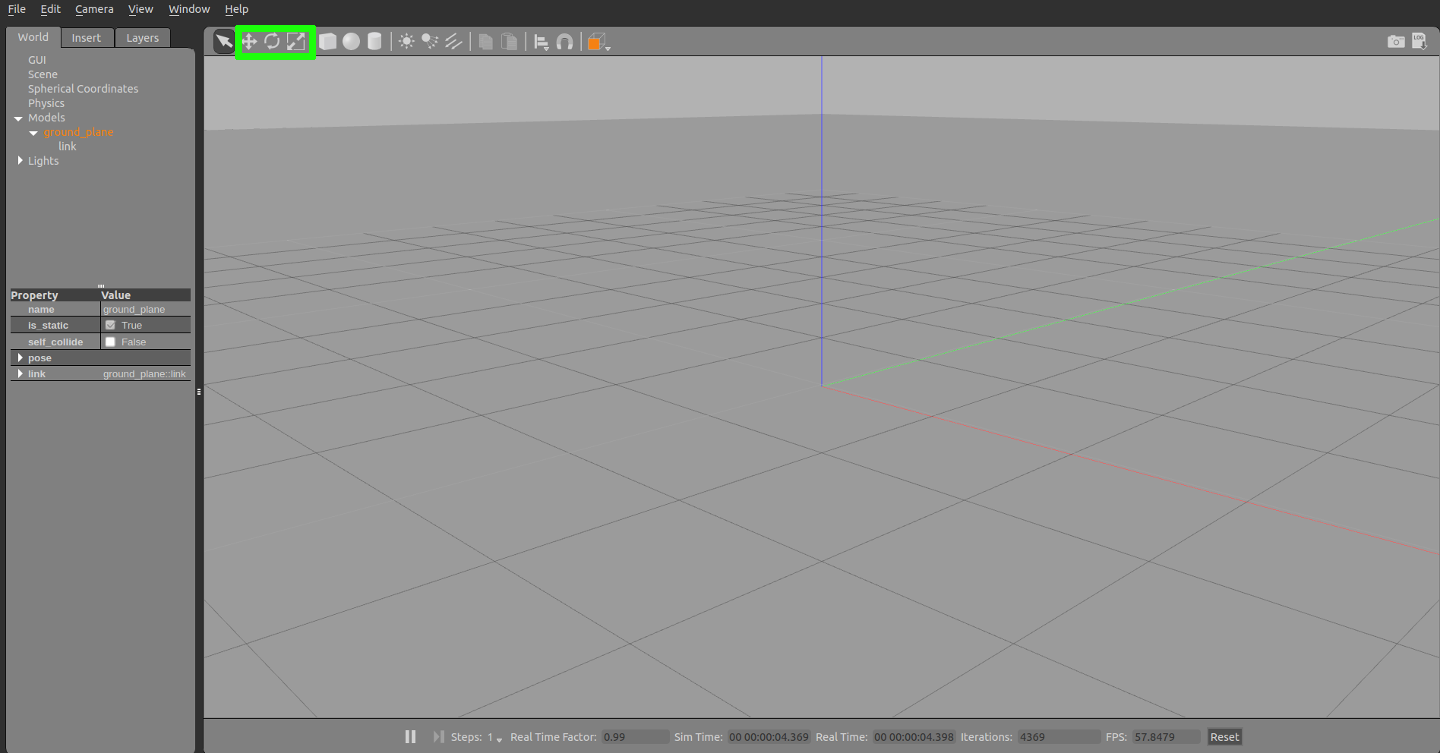 File Edit Camera View Window Help
World Insert Layers
GUI
Scene
Spherical Coordinates
Physics
Models
ground_plane
link
Lights
Property Value
name ground_plane
is_static True
self_collide False
pose
link ground_plane::link
LOG
Steps: 1 Real Time Factor: 0.99 Sim Time: 00 00:00:04.369 Real Time: 00 00:00:04.398 Iterations: 4369 FPS: 57.8479 Reset